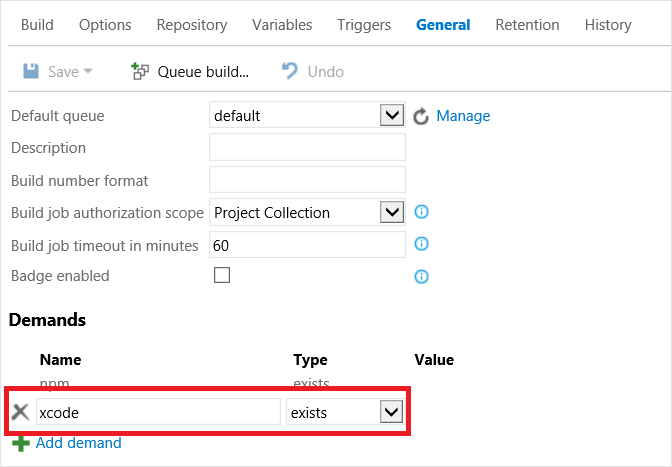 Build Options Repository Variables Triggers General Retention History
Save Queue build... Undo
Default queue default Manage
Description
Build number format
Build job authorization scope Project Collection
Build job timeout in minutes 60
Badge enabled
Demands
Name Type Value
npm exists
xcode exists
Add demand